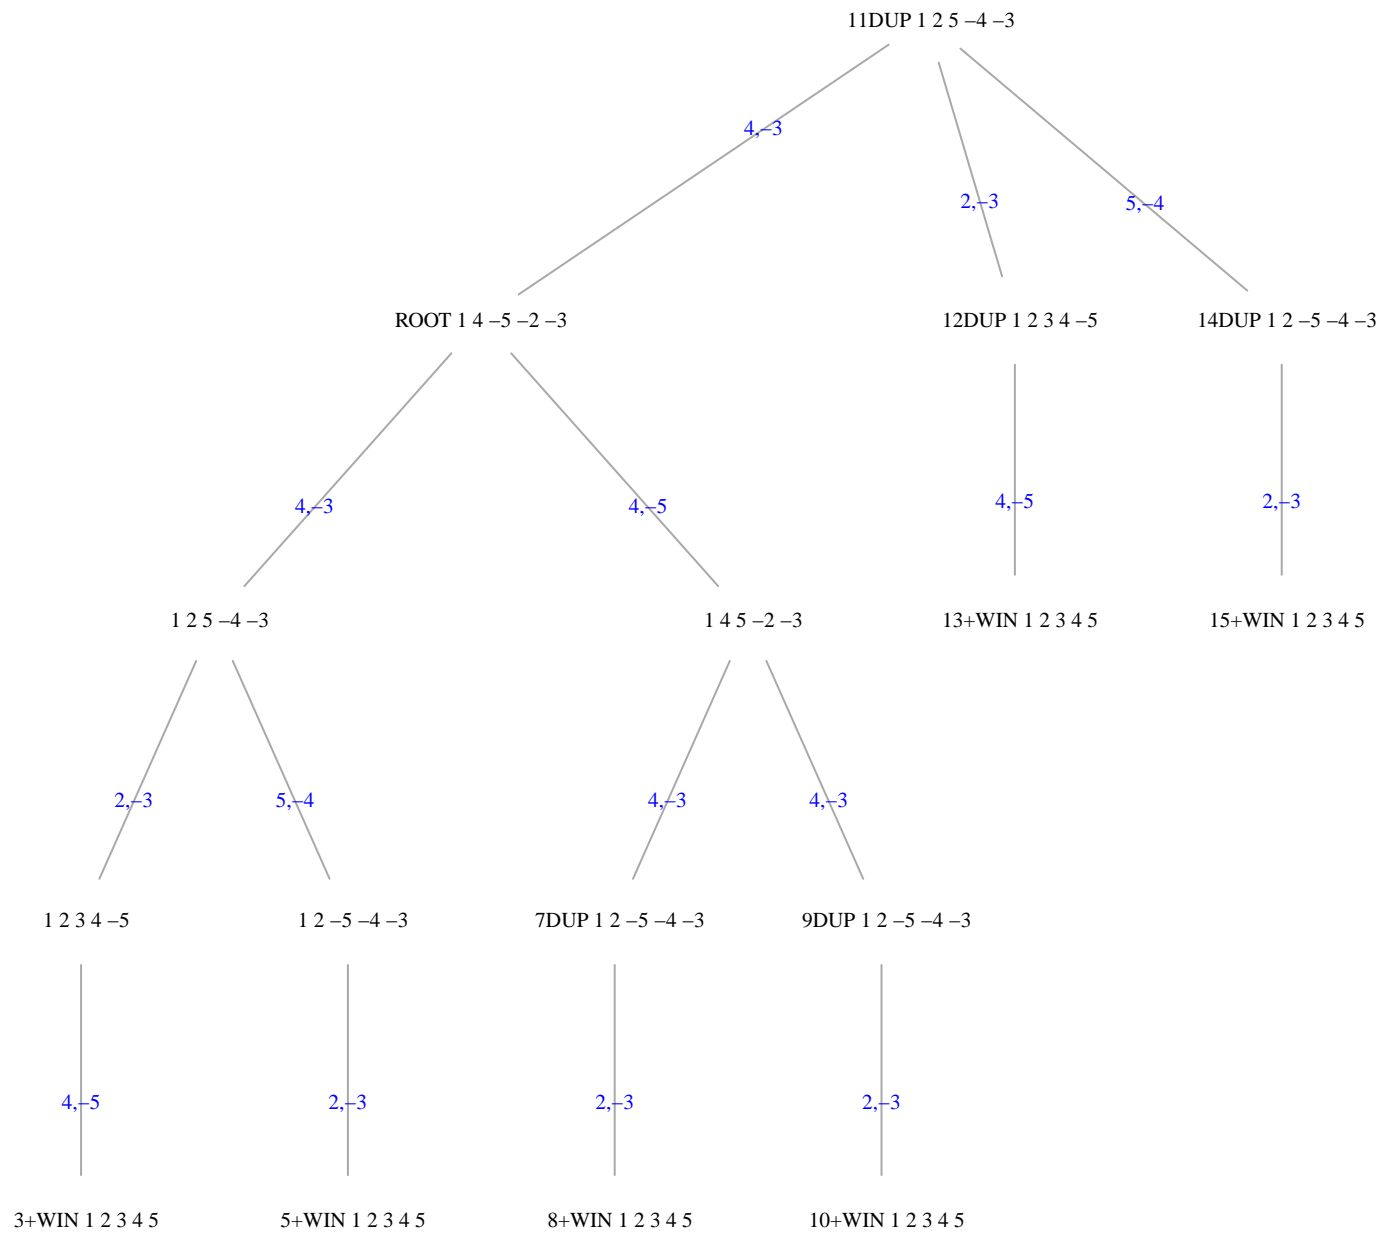 11DUP 1 2 5 –4 –3
4,–3
2,–3
5,–4
ROOT 1 4 –5 –2 –3
12DUP 1 2 3 4 –5
14DUP 1 2 –5 –4 –3
4,–3
4,–5
4,–5
2,–3
1 2 5 –4 –3
1 4 5 –2 –3
13+WIN 1 2 3 4 5
15+WIN 1 2 3 4 5
2,–3
5,–4
4,–3
4,–3
1 2 3 4 –5
1 2 –5 –4 –3
7DUP 1 2 –5 –4 –3
9DUP 1 2 –5 –4 –3
4,–5
2,–3
2,–3
2,–3
3+WIN 1 2 3 4 5
5+WIN 1 2 3 4 5
8+WIN 1 2 3 4 5
10+WIN 1 2 3 4 5